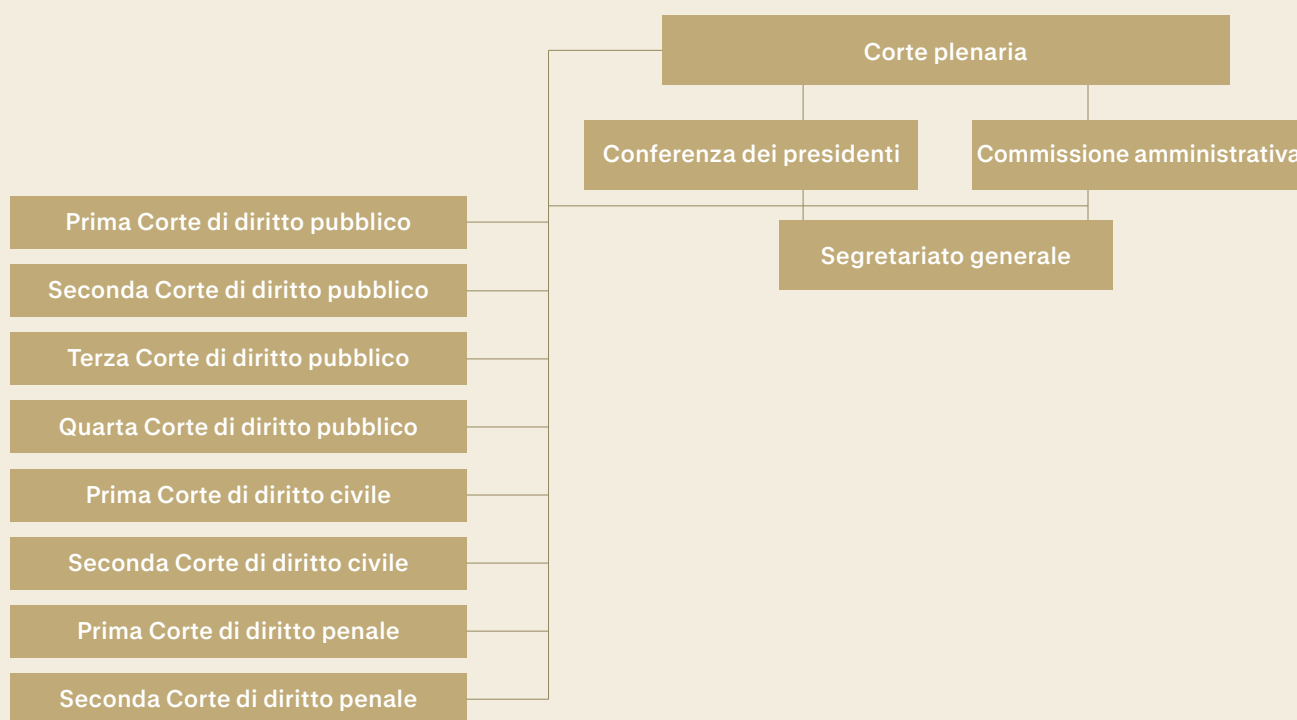 Corte plenaria
Conferenza dei presidenti
Commissione amministrativa
Segretariato generale
Prima Corte di diritto pubblico
Seconda Corte di diritto pubblico
Terza Corte di diritto pubblico
Quarta Corte di diritto pubblico
Prima Corte di diritto civile
Seconda Corte di diritto civile
Prima Corte di diritto penale
Seconda Corte di diritto penale